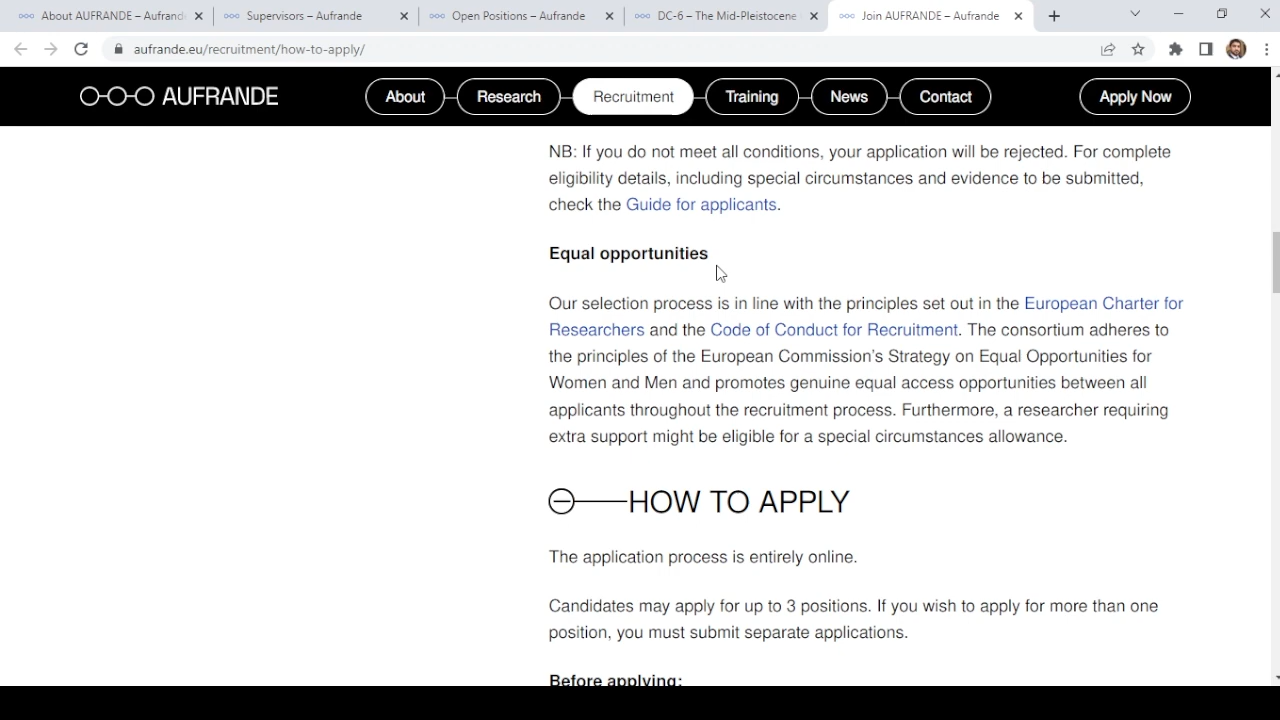 About AUFRANDE – Aufrand
Supervisors – Aufrande
Open Positions – Aufrande
DC-6 – The Mid-Pleistocene
Join AUFRANDE – Aufrande
aufrande.eu/recruitment/how-to-apply/
AUFRANDE
About
Research
Recruitment
Training
News
Contact
Apply Now
NB: If you do not meet all conditions, your application will be rejected. For complete
eligibility details, including special circumstances and evidence to be submitted,
check the Guide for applicants.
Equal opportunities
Our selection process is in line with the principles set out in the European Charter for
Researchers and the Code of Conduct for Recruitment. The consortium adheres to
the principles of the European Commission’s Strategy on Equal Opportunities for
Women and Men and promotes genuine equal access opportunities between all
applicants throughout the recruitment process. Furthermore, a researcher requiring
extra support might be eligible for a special circumstances allowance.
HOW TO APPLY
The application process is entirely online.
Candidates may apply for up to 3 positions. If you wish to apply for more than one
position, you must submit separate applications.
Before applying: